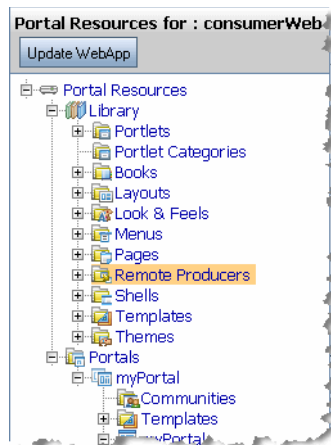 Portal Resources for : consumerWeb
Update WebApp
Portal Resources
Library
Portlets
Portlet Categories
Books
Layouts
Look & Feels
Menus
Pages
Remote Producers
Shells
Templates
Themes
Portals
myPortal
Communities
Templates